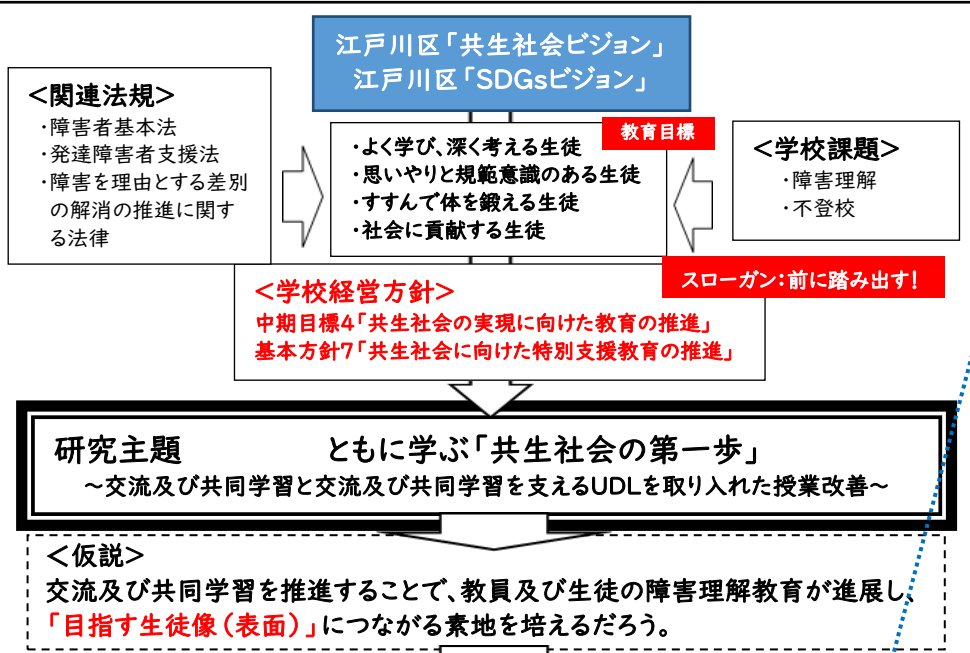 江戸川区「共生社会ビジョン」
江戸川区「SDGsビジョン」
<関連法規>
・障害者基本法
・発達障害者支援法
・障害を理由とする差別
の解消の推進に関す
る法律
教育目標
・よく学び、深く考える生徒
・思いやりと規範意識のある生徒
・すすんで体を鍛える生徒
・社会に貢献する生徒
<学校課題>
・障害理解
・不登校
スローガン:前に踏み出す!
<学校経営方針>
中期目標4「共生社会の実現に向けた教育の推進」
基本方針7「共生社会に向けた特別支援教育の推進」
研究主題 ともに学ぶ「共生社会の第一歩」
~交流及び共同学習と交流及び共同学習を支えるUDLを取り入れた授業改善~
<仮説>
交流及び共同学習を推進することで、教員及び生徒の障害理解教育が進展し、
「目指す生徒像(表面)」につながる素地を培えるだろう。